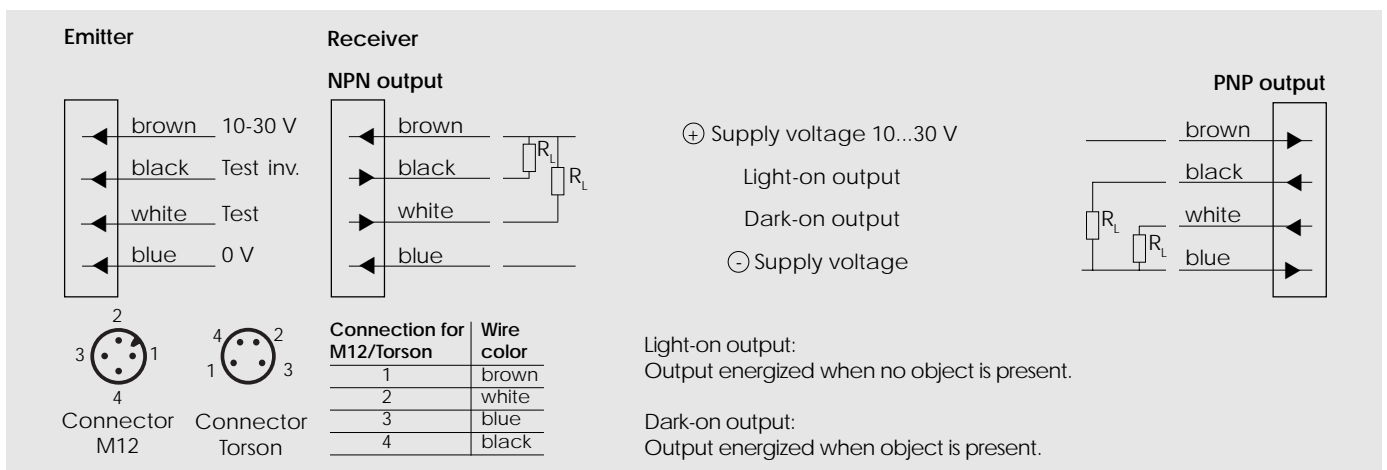 Emitter
Receiver
NPN output
PNP output
brown 10-30 V
black Test inv.
white Test
blue 0 V
brown
black
white
blue
R_L
R_L
+ Supply voltage 10...30 V
Light-on output
Dark-on output
- Supply voltage
brown
black
white
blue
R_L
R_L
2
3 1
4
Connector
M12
4 2
1 3
Connector
Torson
Connection for M12/Torson Wire color
1 brown
2 white
3 blue
4 black
Light-on output:
Output energized when no object is present.
Dark-on output:
Output energized when object is present.